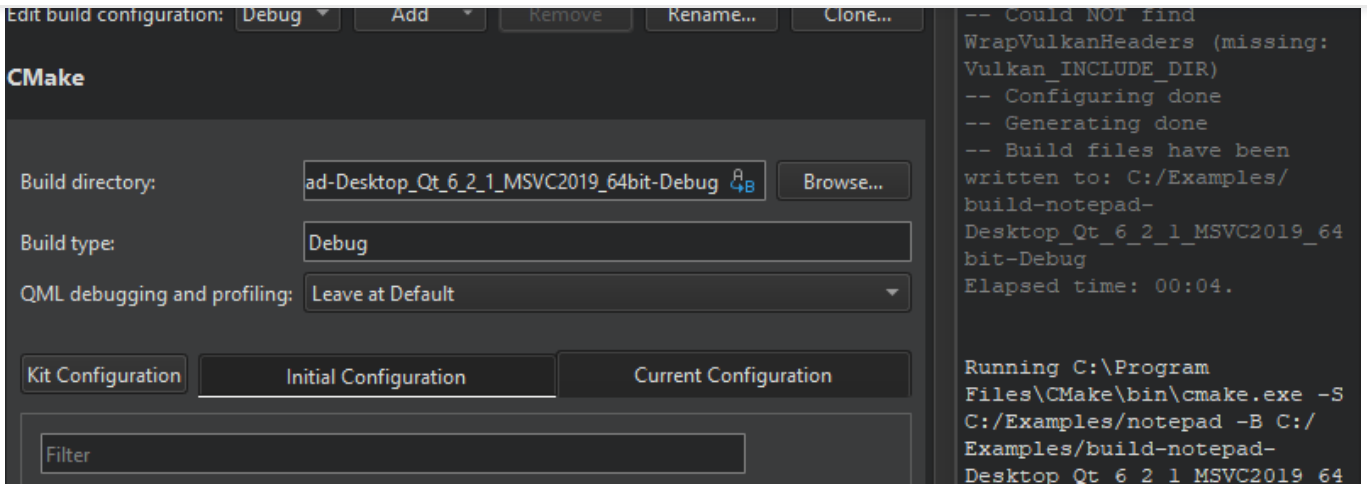 Edit build configuration: Debug Add Remove Rename... Clone...
CMake
Build directory: ad-Desktop_Qt_6_2_1_MSVC2019_64bit-Debug Browse...
Build type: Debug
QML debugging and profiling: Leave at Default
Kit Configuration Initial Configuration Current Configuration
Filter
-- Could NOT find
WrapVulkanHeaders (missing:
Vulkan_INCLUDE_DIR)
-- Configuring done
-- Generating done
-- Build files have been
written to: C:/Examples/
build-notepad-
Desktop_Qt_6_2_1_MSVC2019_64
bit-Debug
Elapsed time: 00:04.
Running C:\Program
Files\CMake\bin\cmake.exe -S
C:/Examples/notepad -B C:/
Examples/build-notepad-
Desktop_Qt_6_2_1_MSVC2019_64